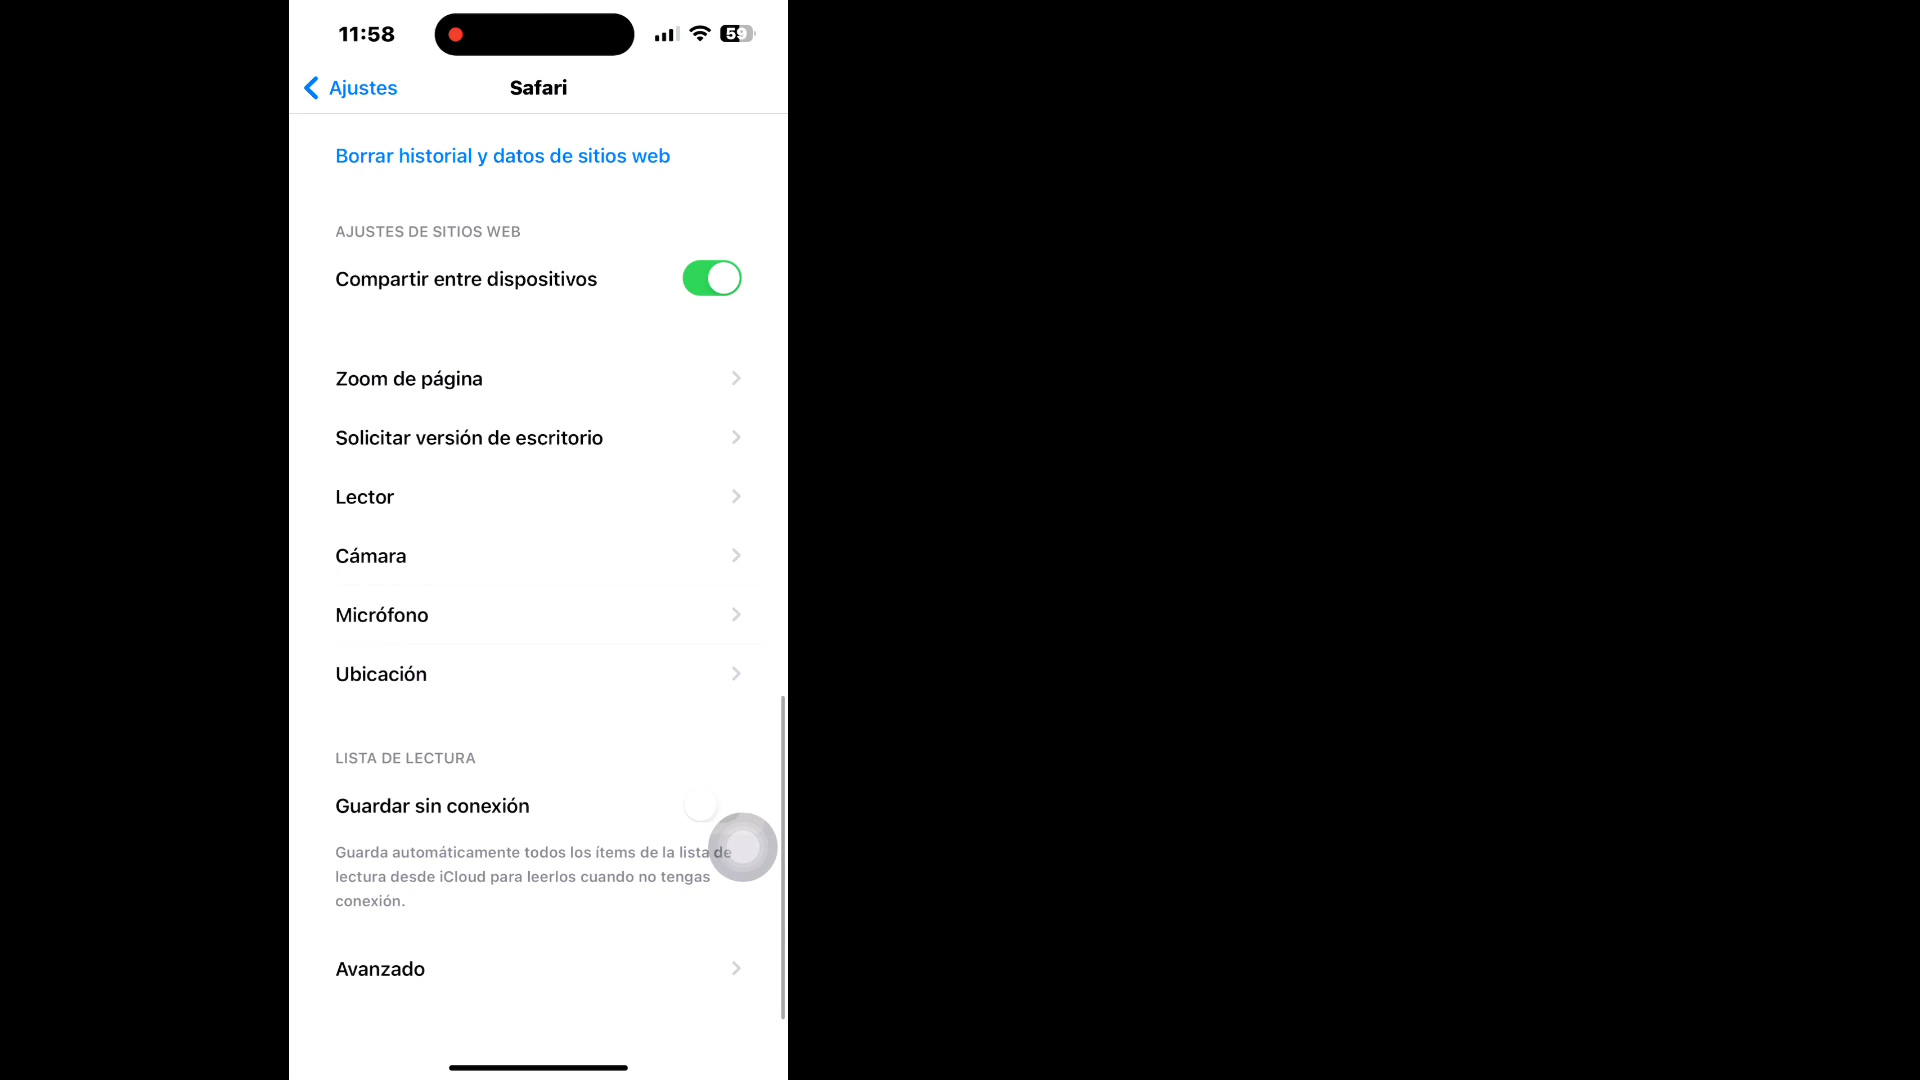 11:58
59
Ajustes
Safari
Borrar historial y datos de sitios web
AJUSTES DE SITIOS WEB
Compartir entre dispositivos
Zoom de página
Solicitar versión de escritorio
Lector
Cámara
Micrófono
Ubicación
LISTA DE LECTURA
Guardar sin conexión
Guarda automáticamente todos los ítems de la lista de
lectura desde iCloud para leerlos cuando no tengas
conexión.
Avanzado